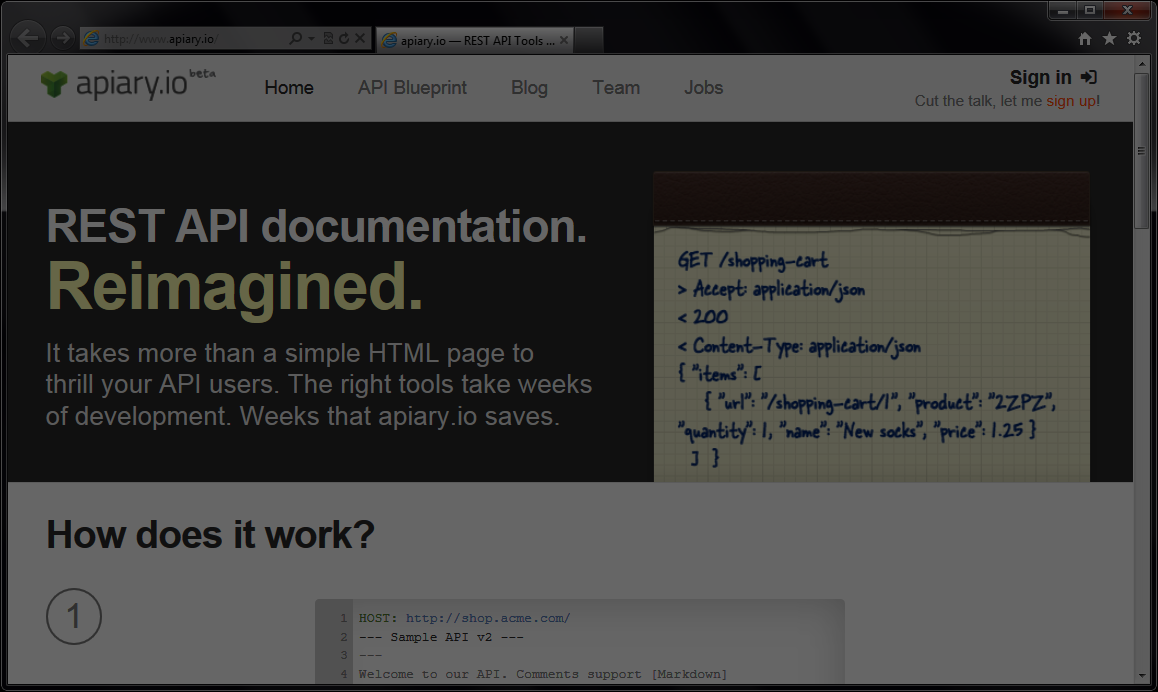 http://www.apiary.io/
apiary.io — REST API Tools ...
apiary.io beta
Home API Blueprint Blog Team Jobs
Sign in
Cut the talk, let me sign up!
REST API documentation.
Reimagined.
It takes more than a simple HTML page to
thrill your API users. The right tools take weeks
of development. Weeks that apiary.io saves.
GET /shopping-cart
> Accept: application/json
< 200
< Content-Type: application/json
{ "items": [
{ "url": "/shopping-cart/1", "product": "2ZPZ",
"quantity": 1, "name": "New socks", "price": 1.25 }
] }
How does it work?
1
1 HOST: http://shop.acme.com/
2 --- Sample API v2 ---
3 ---
4 Welcome to our API. Comments support [Markdown]